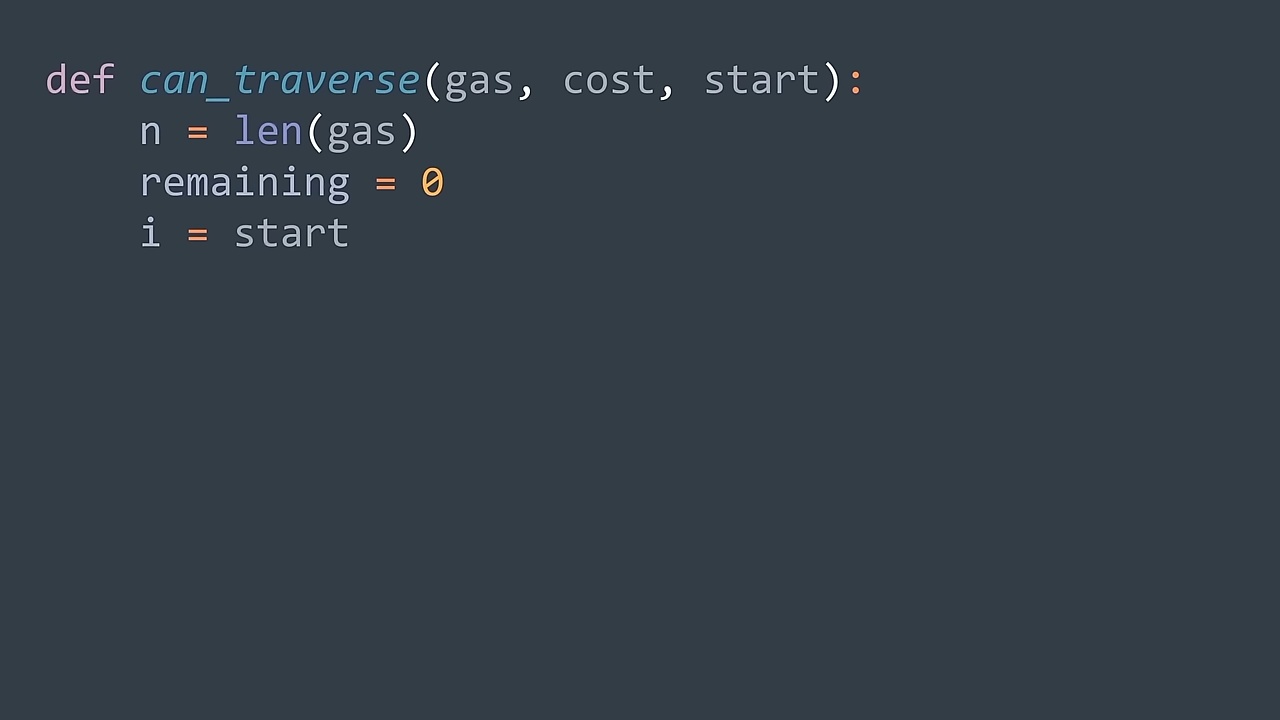 def can_traverse(gas, cost, start):
    n = len(gas)
    remaining = 0
    i = start